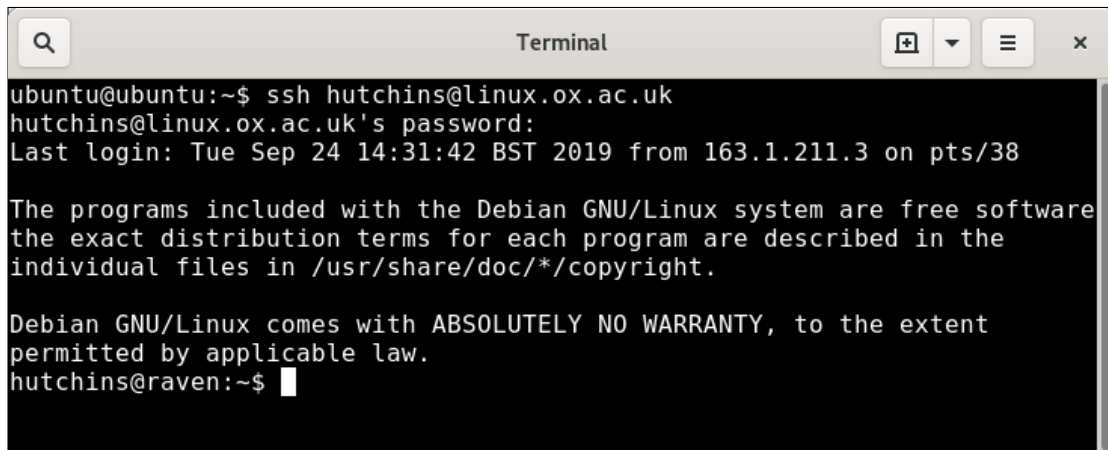 Terminal
ubuntu@ubuntu:~$ ssh hutchins@linux.ox.ac.uk
hutchins@linux.ox.ac.uk's password:
Last login: Tue Sep 24 14:31:42 BST 2019 from 163.1.211.3 on pts/38
The programs included with the Debian GNU/Linux system are free software
the exact distribution terms for each program are described in the
individual files in /usr/share/doc/*/copyright.
Debian GNU/Linux comes with ABSOLUTELY NO WARRANTY, to the extent
permitted by applicable law.
hutchins@raven:~$